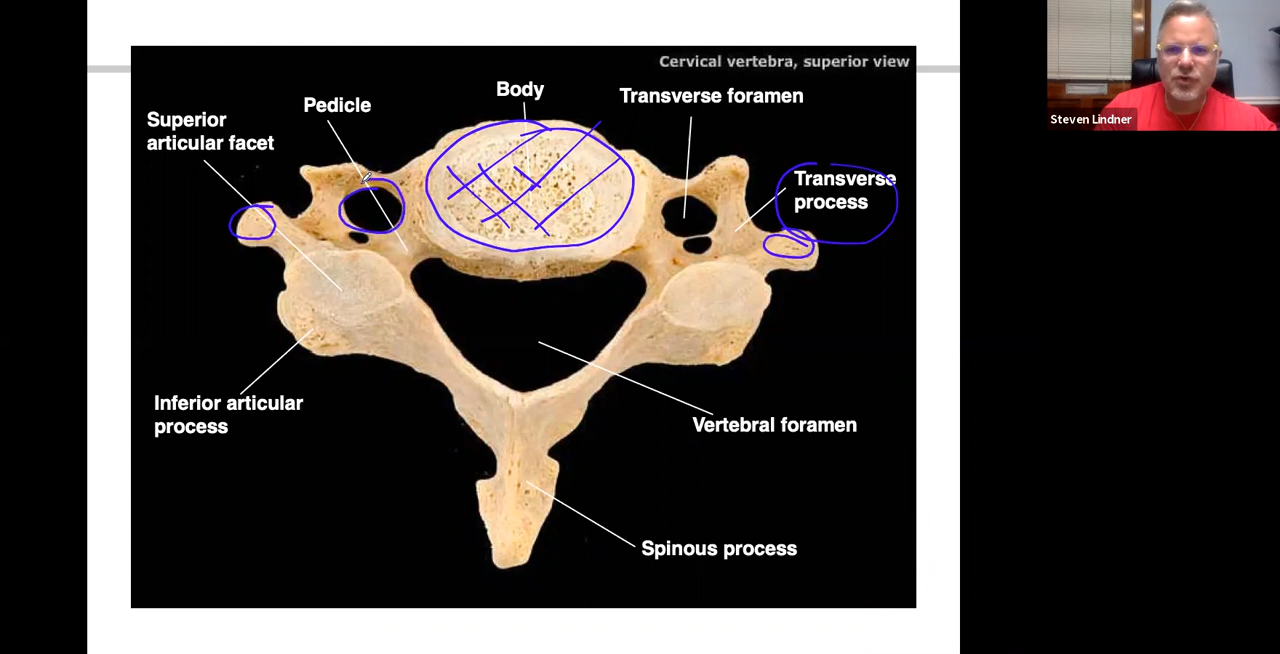 Cervical vertebra, superior view
Body
Transverse foramen
Pedicle
Superior
articular facet
Transverse
process
Inferior articular
process
Vertebral foramen
Spinous process
Steven Lindner